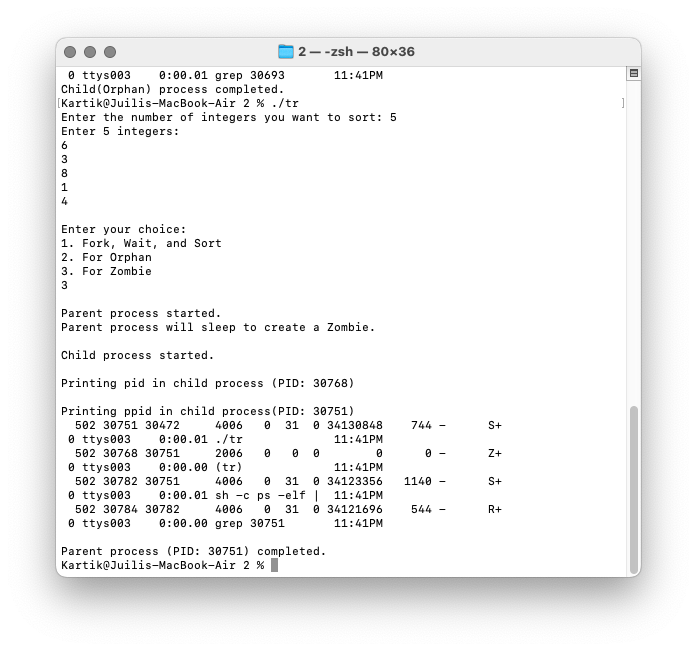 2 — -zsh — 80×36
0 ttys003    0:00.01 grep 30693       11:41PM
Child(Orphan) process completed.
[Kartik@Juilis-MacBook-Air 2 % ./tr ]
Enter the number of integers you want to sort: 5
Enter 5 integers:
6
3
8
1
4
Enter your choice:
1. Fork, Wait, and Sort
2. For Orphan
3. For Zombie
3
Parent process started.
Parent process will sleep to create a Zombie.
Child process started.
Printing pid in child process (PID: 30768)
Printing ppid in child process(PID: 30751)
  502 30751 30472     4006   0  31  0 34130848    744 -      S+
 0 ttys003    0:00.01 ./tr             11:41PM
  502 30768 30751     2006   0   0  0        0      0 -      Z+
 0 ttys003    0:00.00 (tr)             11:41PM
  502 30782 30751     4006   0  31  0 34123356   1140 -      S+
 0 ttys003    0:00.01 sh -c ps -elf |  11:41PM
  502 30784 30782     4006   0  31  0 34121696    544 -      R+
 0 ttys003    0:00.00 grep 30751       11:41PM
Parent process (PID: 30751) completed.
Kartik@Juilis-MacBook-Air 2 %